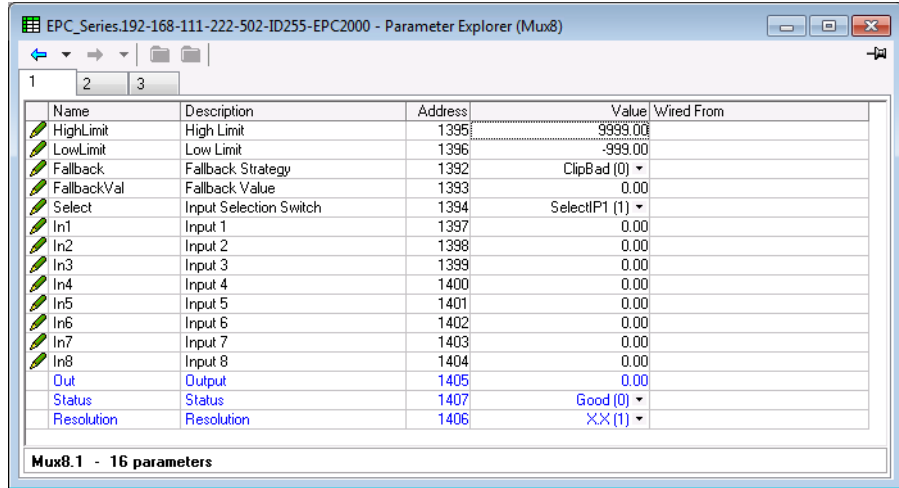 EPC_Series.192-168-111-222-502-ID255-EPC2000 - Parameter Explorer (Mux8)
1 2 3
Name Description Address Value Wired From
HighLimit High Limit 1395 9999.00
LowLimit Low Limit 1396 -999.00
Fallback Fallback Strategy 1392 ClipBad (0)
FallbackVal Fallback Value 1393 0.00
Select Input Selection Switch 1394 SelectIP1 (1)
In1 Input 1 1397 0.00
In2 Input 2 1398 0.00
In3 Input 3 1399 0.00
In4 Input 4 1400 0.00
In5 Input 5 1401 0.00
In6 Input 6 1402 0.00
In7 Input 7 1403 0.00
In8 Input 8 1404 0.00
Out Output 1405 0.00
Status Status 1407 Good (0)
Resolution Resolution 1406 X.X (1)
Mux8.1 - 16 parameters